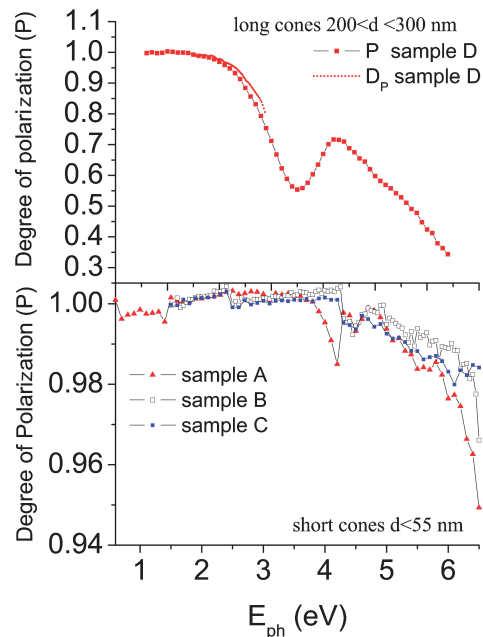 long cones 200<d <300 nm
P sample D
D_P sample D
Degree of polarization (P)
1.1
1.0
0.9
0.8
0.7
0.6
0.5
0.4
0.3
Degree of Polarization (P)
1.00
0.98
0.96
0.94
sample A
sample B
sample C
short cones d<55 nm
1 2 3 4 5 6
E_ph (eV)